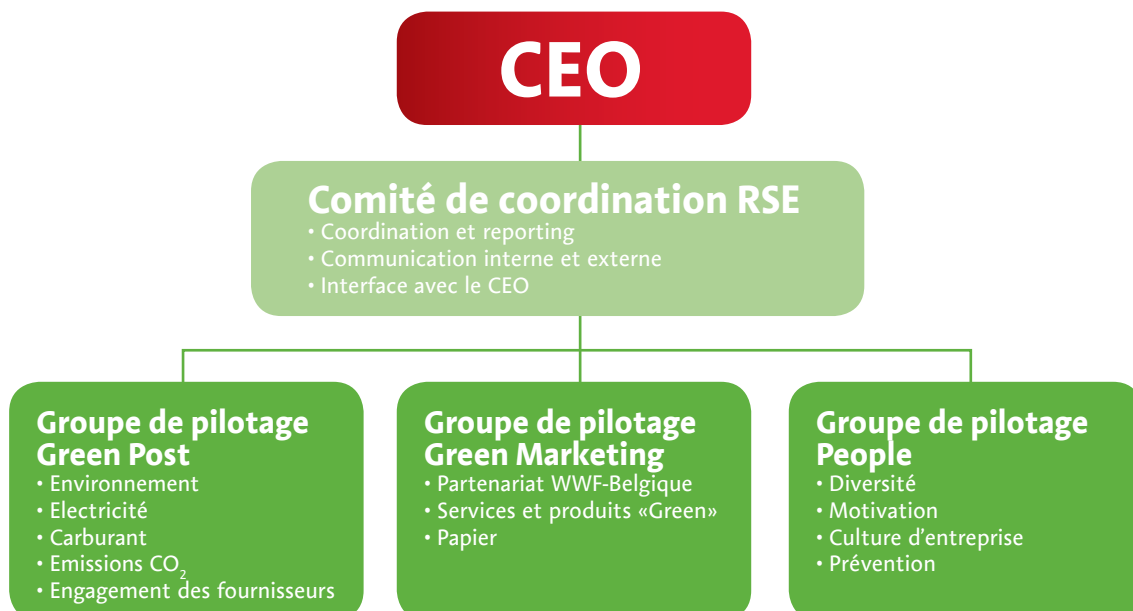 CEO
Comité de coordination RSE
• Coordination et reporting
• Communication interne et externe
• Interface avec le CEO
Groupe de pilotage
Green Post
• Environnement
• Electricité
• Carburant
• Emissions CO₂
• Engagement des fournisseurs
Groupe de pilotage
Green Marketing
• Partenariat WWF-Belgique
• Services et produits «Green»
• Papier
Groupe de pilotage
People
• Diversité
• Motivation
• Culture d'entreprise
• Prévention